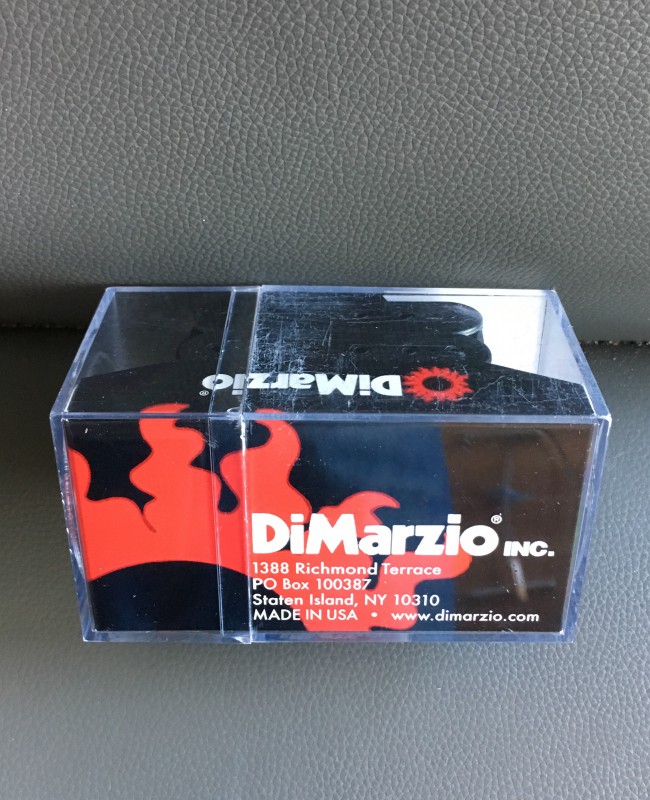 DiMarzio®
DiMarzio® INC.
1388 Richmond Terrace
PO Box 100387
Staten Island, NY 10310
MADE IN USA • www.dimarzio.com